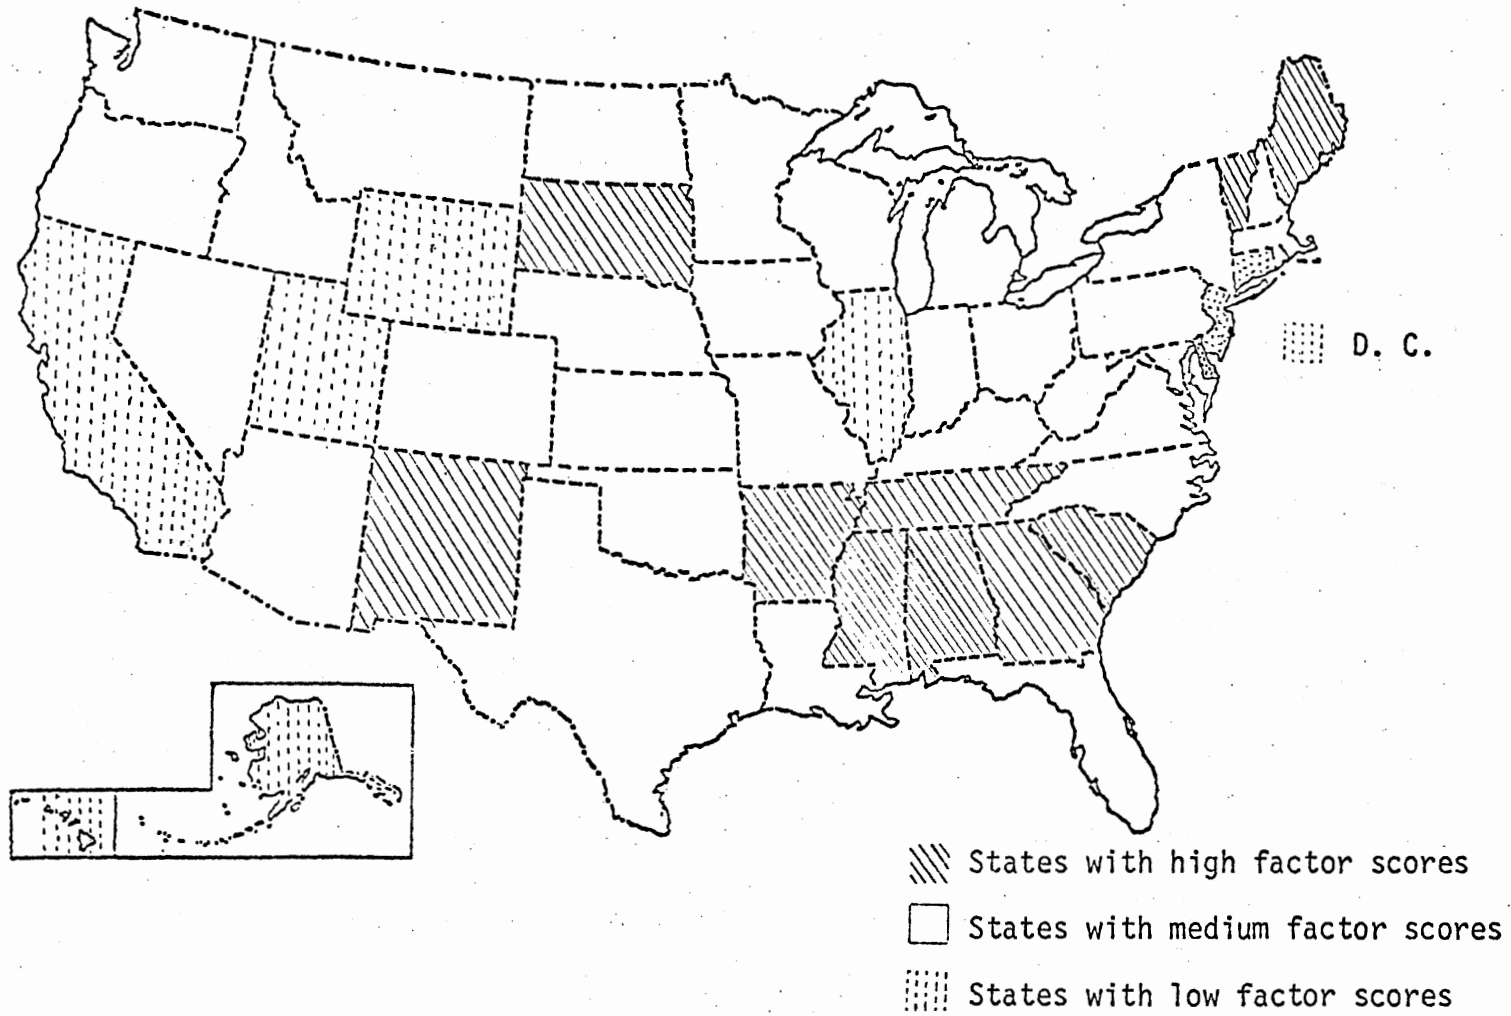 D. C.
States with high factor scores
States with medium factor scores
States with low factor scores